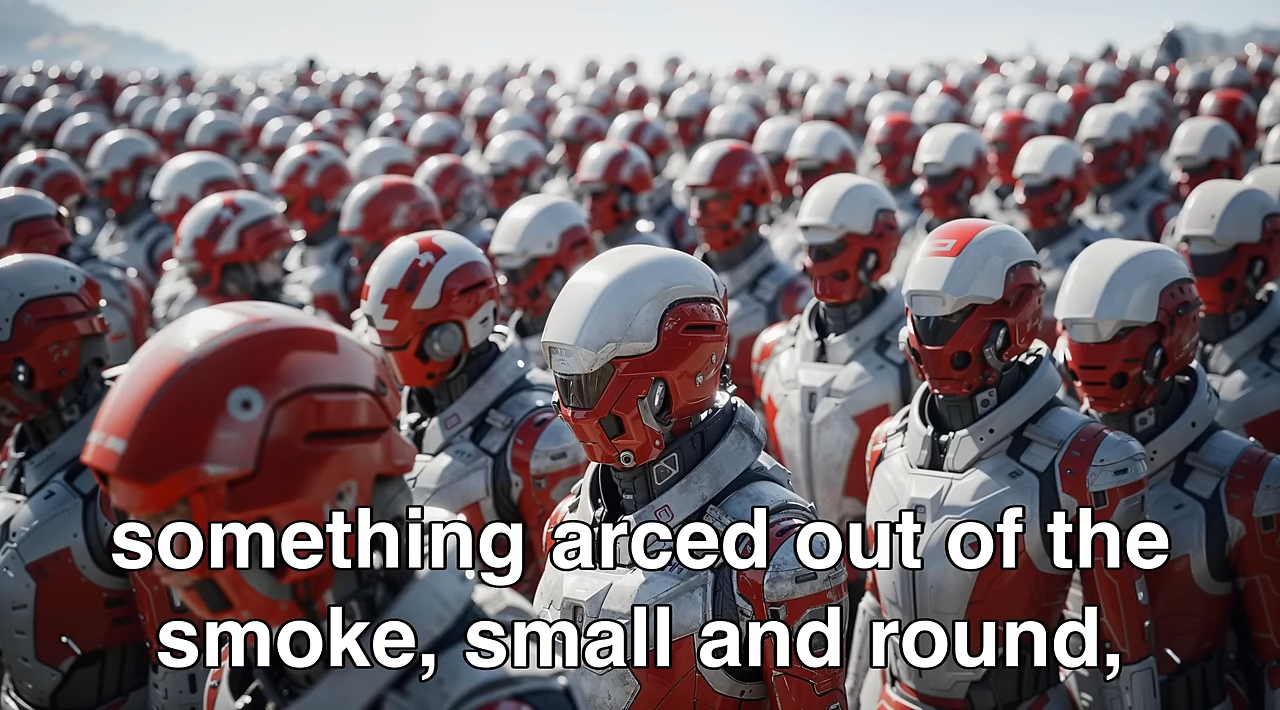 something arced out of the
smoke, small and round,